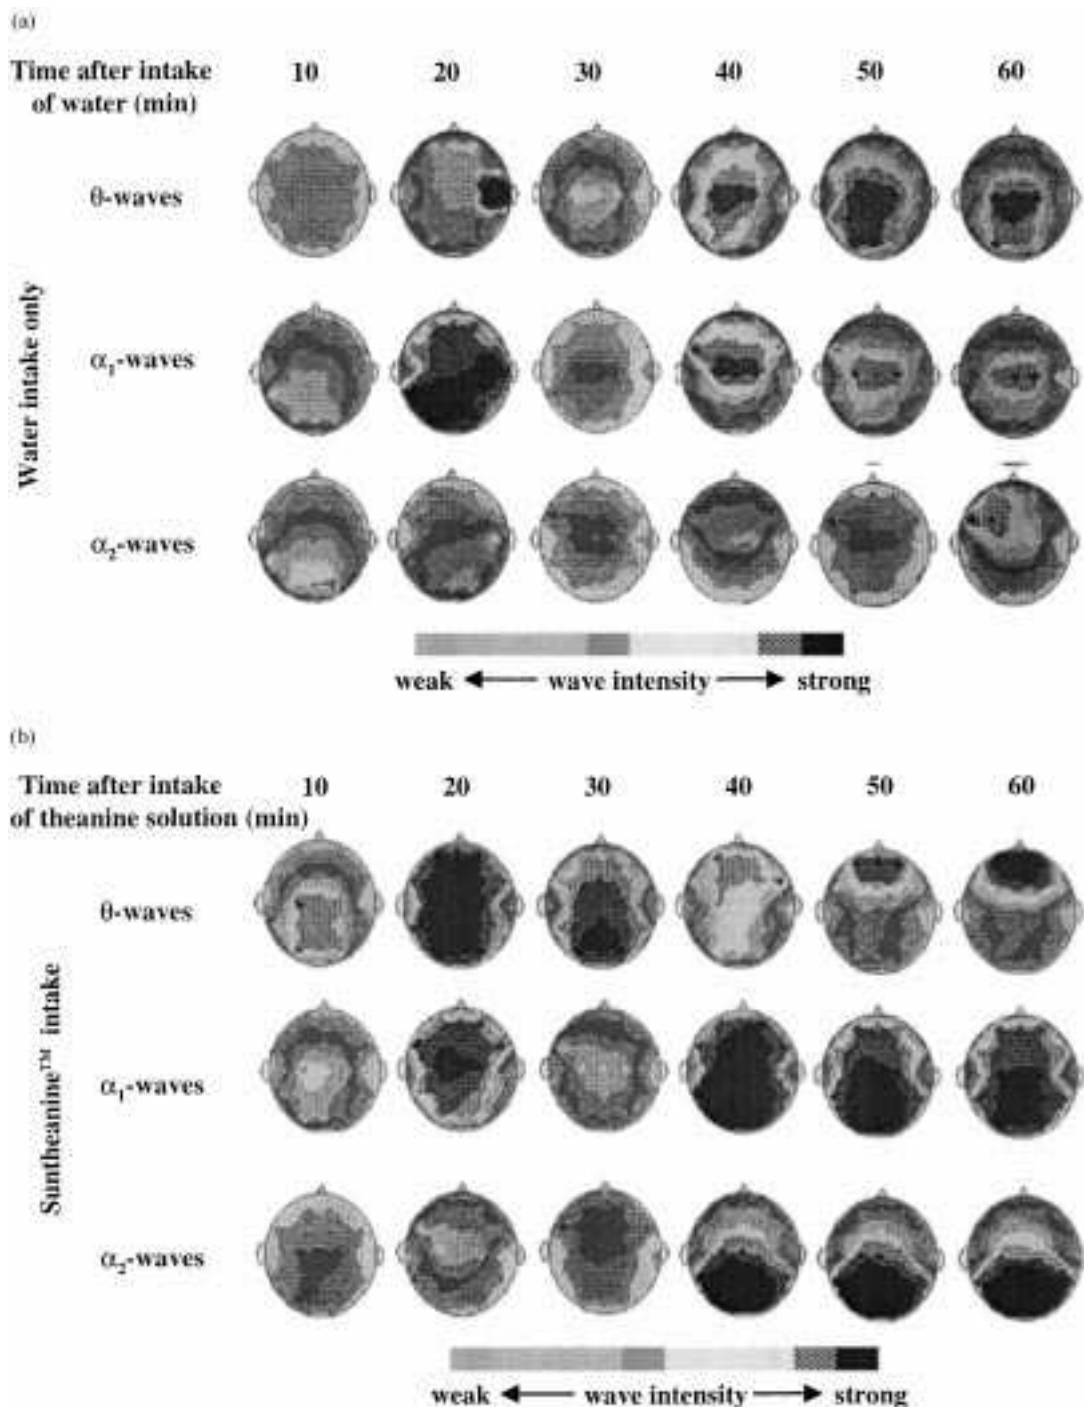 (a)
Time after intake of water (min) 10 20 30 40 50 60
θ-waves
Water intake only
α₁-waves
α₂-waves
weak wave intensity strong
(b)
Time after intake of theanine solution (min) 10 20 30 40 50 60
θ-waves
Suntheanine™ intake
α₁-waves
α₂-waves
weak wave intensity strong